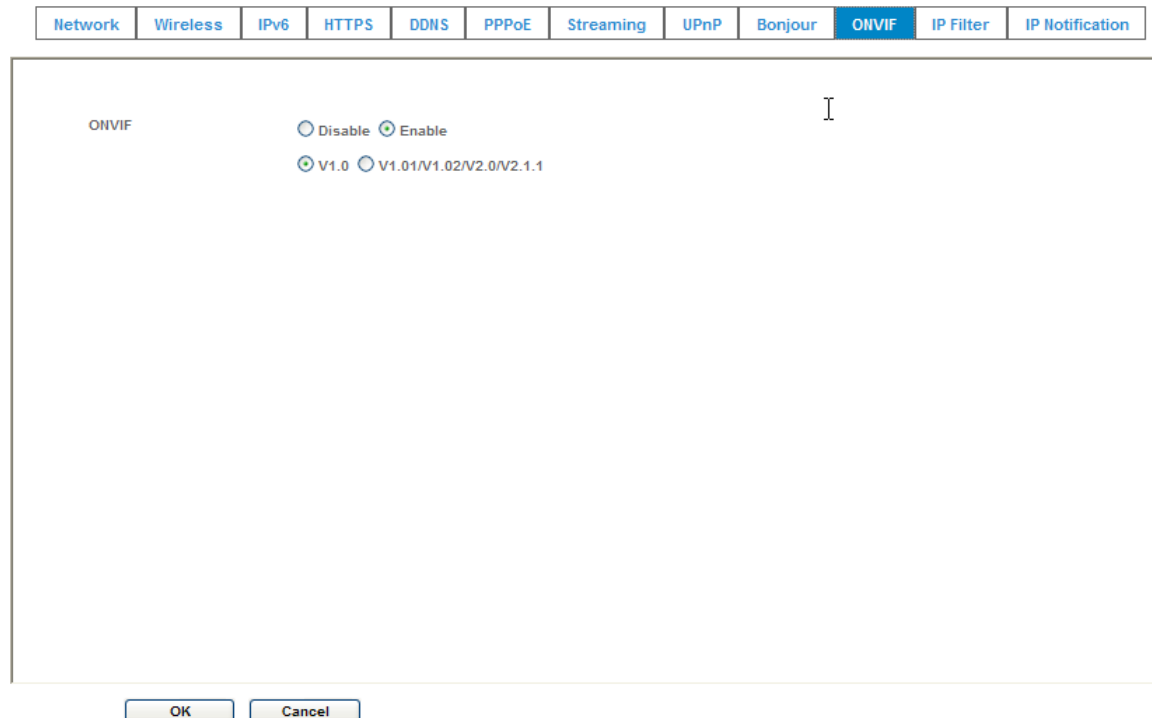 Network Wireless IPv6 HTTPS DDNS PPPoE Streaming UPnP Bonjour ONVIF IP Filter IP Notification
ONVIF Disable Enable
V1.0 V1.01/V1.02/V2.0/V2.1.1
OK Cancel